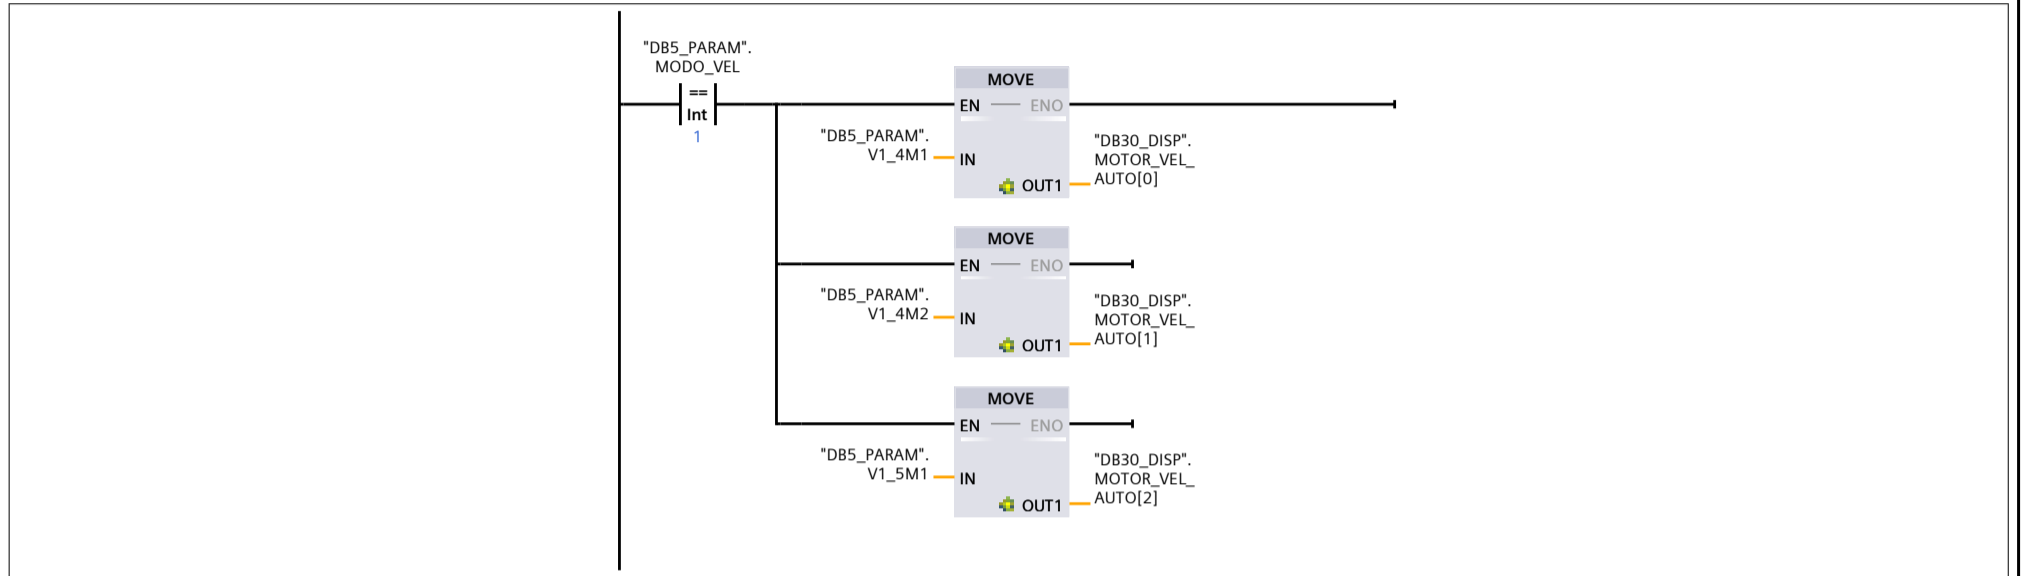 "DB5_PARAM".
MODO_VEL
==
Int
1
MOVE
EN
ENO
"DB5_PARAM".
V1_4M1
IN
OUT1
"DB30_DISP".
MOTOR_VEL_
AUTO[0]
MOVE
EN
ENO
"DB5_PARAM".
V1_4M2
IN
OUT1
"DB30_DISP".
MOTOR_VEL_
AUTO[1]
MOVE
EN
ENO
"DB5_PARAM".
V1_5M1
IN
OUT1
"DB30_DISP".
MOTOR_VEL_
AUTO[2]